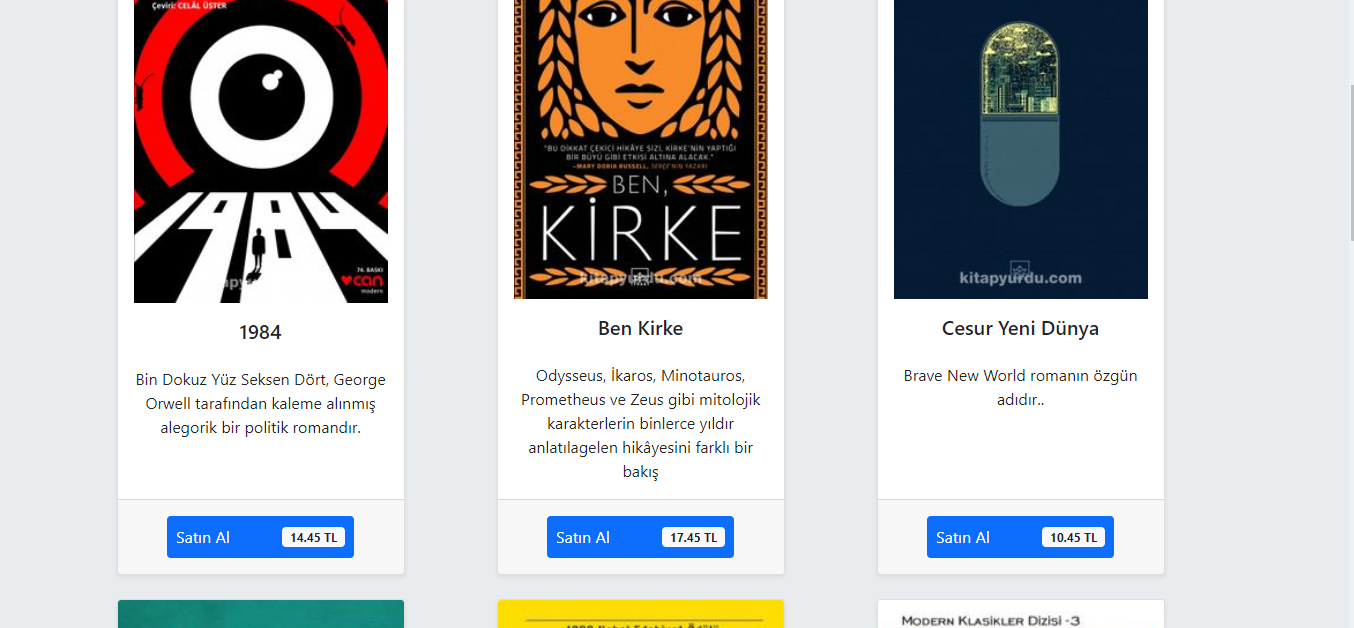 Çeviri: CELÂL ÜSTER
1984
74. BASKI
can
modern
"BU DİKKAT ÇEKİCİ HİKÂYE SİZİ, KİRKE'NİN YAPTIĞI
BİR BÜYÜ GİBİ ETKİSİ ALTINA ALACAK."
—MARY DORIA RUSSELL, SERÇE'NİN YAZARI
BEN,
KİRKE
kitapyurdu.com
kitapyurdu.com
1984
Bin Dokuz Yüz Seksen Dört, George
Orwell tarafından kaleme alınmış
alegorik bir politik romandır.
Satın Al 14.45 TL
Ben Kirke
Odysseus, İkaros, Minotauros,
Prometheus ve Zeus gibi mitolojik
karakterlerin binlerce yıldır
anlatılagelen hikâyesini farklı bir
bakış
Satın Al 17.45 TL
Cesur Yeni Dünya
Brave New World romanın özgün
adıdır..
Satın Al 10.45 TL
MODERN KLASİKLER DİZİSİ -3